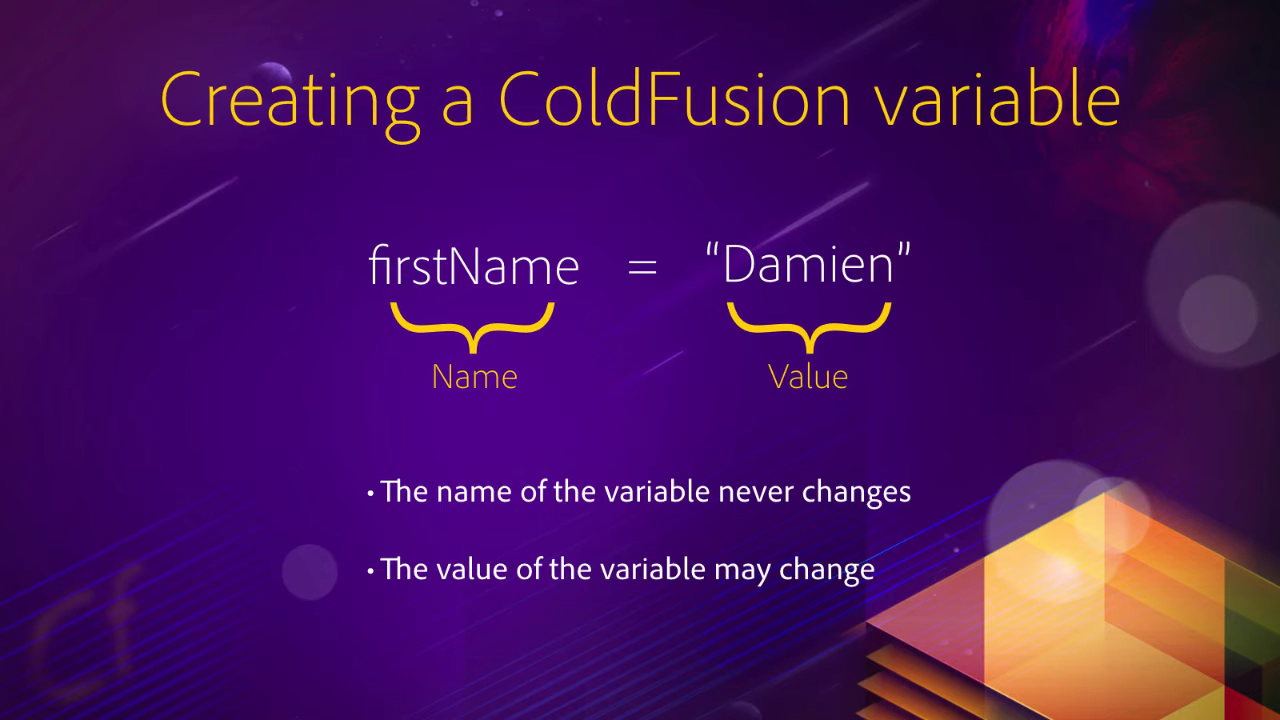 Creating a ColdFusion variable
firstName = “Damien”
Name Value
• The name of the variable never changes
• The value of the variable may change
Cf